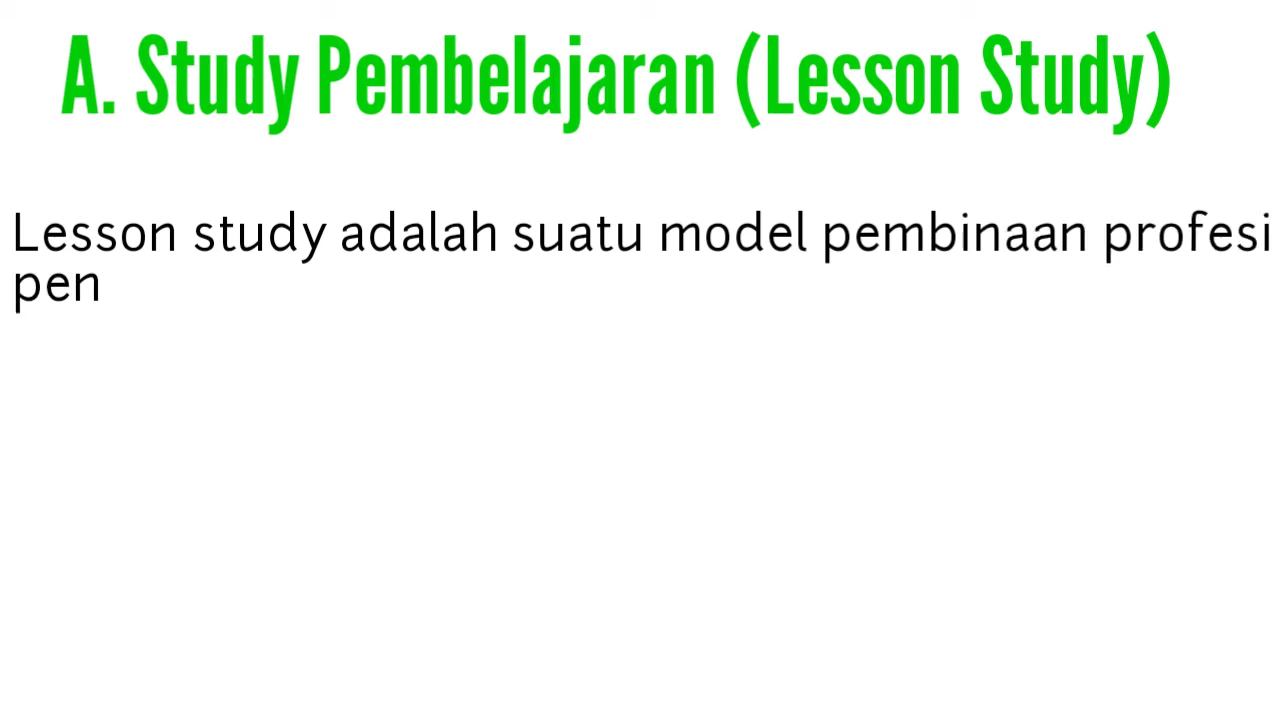 A. Study Pembelajaran (Lesson Study)
Lesson study adalah suatu model pembinaan profesi
pen